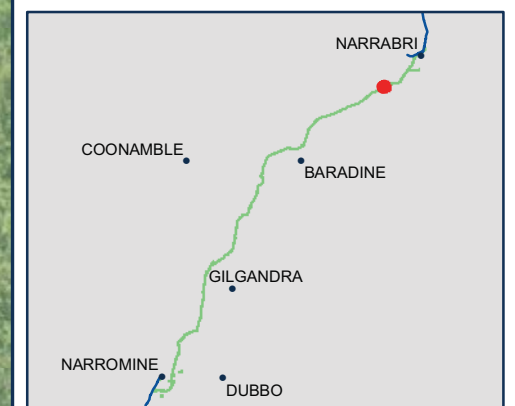 NARRABRI
COONAMBLE
BARADINE
GILGANDRA
NARROMINE
DUBBO